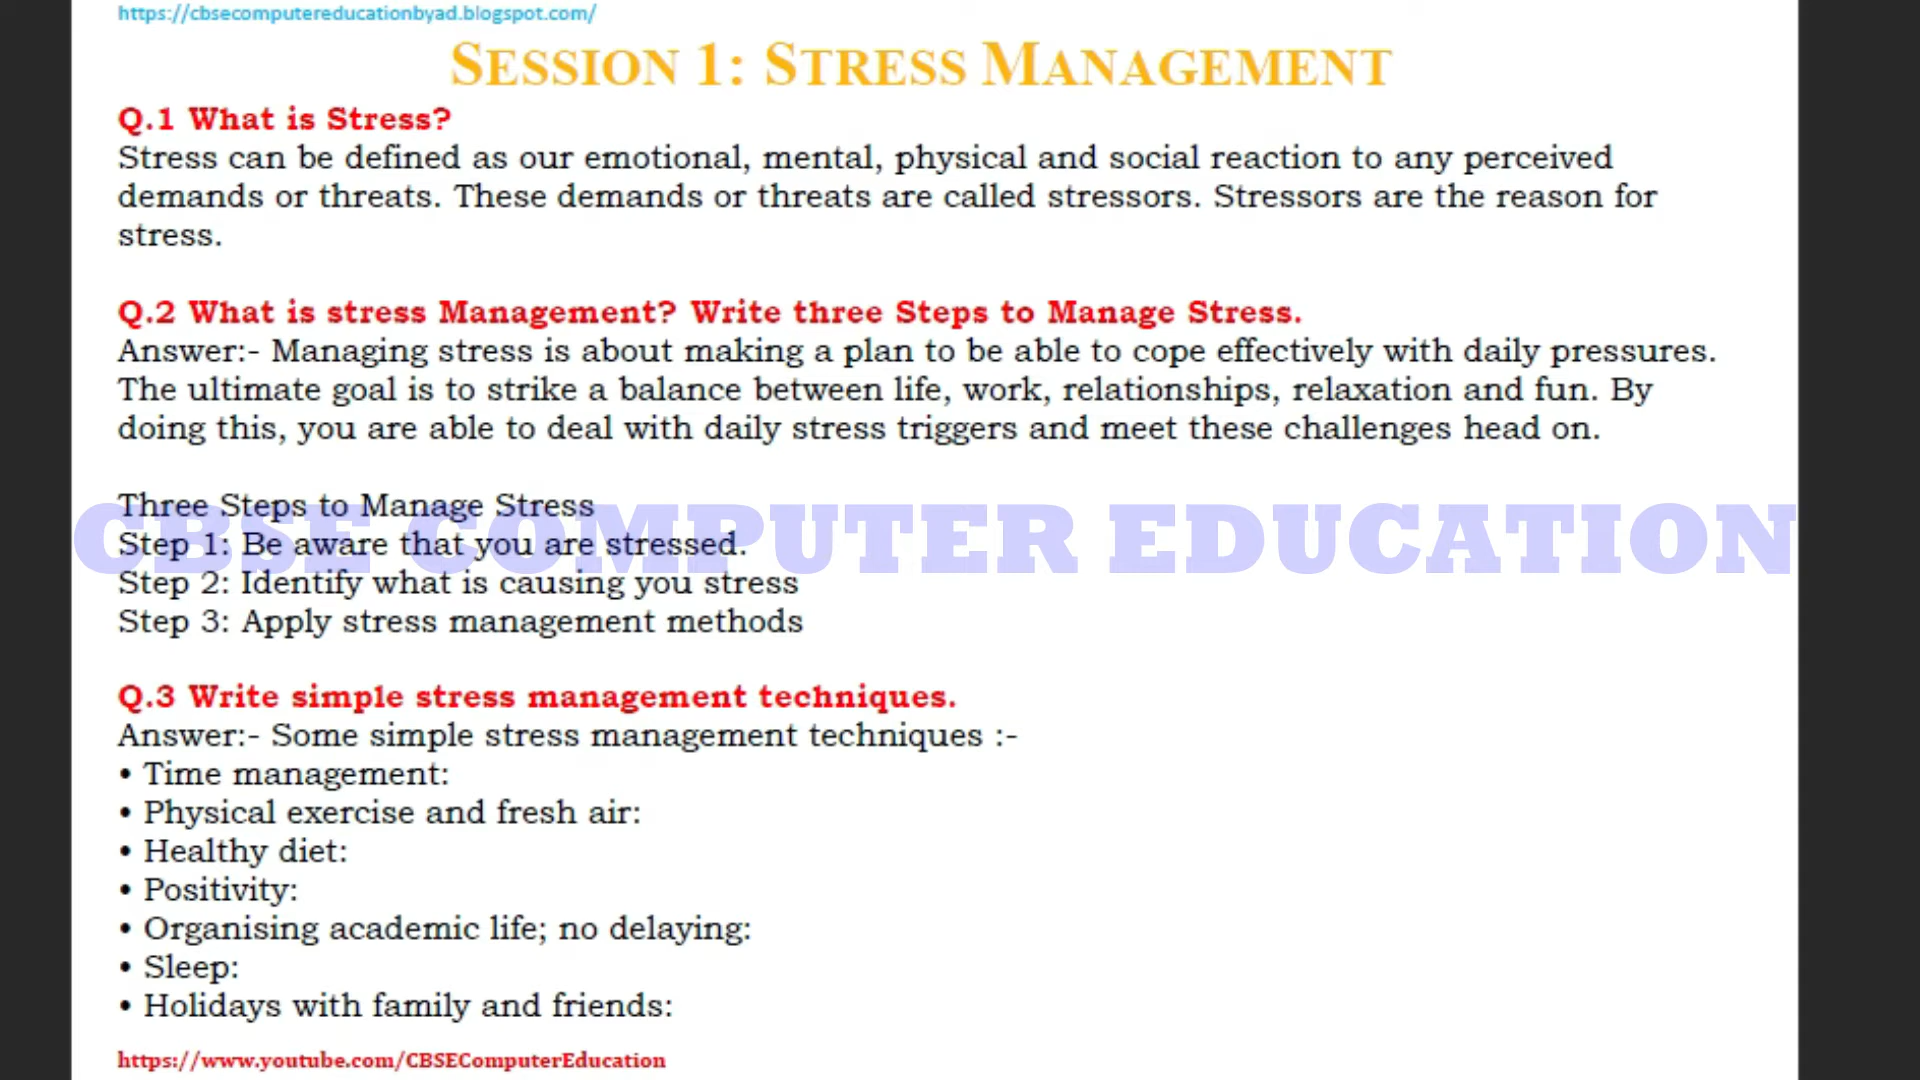 https://cbsecomputereducationbyad.blogspot.com/
SESSION 1: STRESS MANAGEMENT
Q.1 What is Stress?
Stress can be defined as our emotional, mental, physical and social reaction to any perceived
demands or threats. These demands or threats are called stressors. Stressors are the reason for
stress.
Q.2 What is stress Management? Write three Steps to Manage Stress.
Answer:- Managing stress is about making a plan to be able to cope effectively with daily pressures.
The ultimate goal is to strike a balance between life, work, relationships, relaxation and fun. By
doing this, you are able to deal with daily stress triggers and meet these challenges head on.
Three Steps to Manage Stress
CBSE COMPUTER EDUCATION
Step 1: Be aware that you are stressed.
Step 2: Identify what is causing you stress
Step 3: Apply stress management methods
Q.3 Write simple stress management techniques.
Answer:- Some simple stress management techniques :-
• Time management:
• Physical exercise and fresh air:
• Healthy diet:
• Positivity:
• Organising academic life; no delaying:
• Sleep:
• Holidays with family and friends:
https://www.youtube.com/CBSEComputerEducation